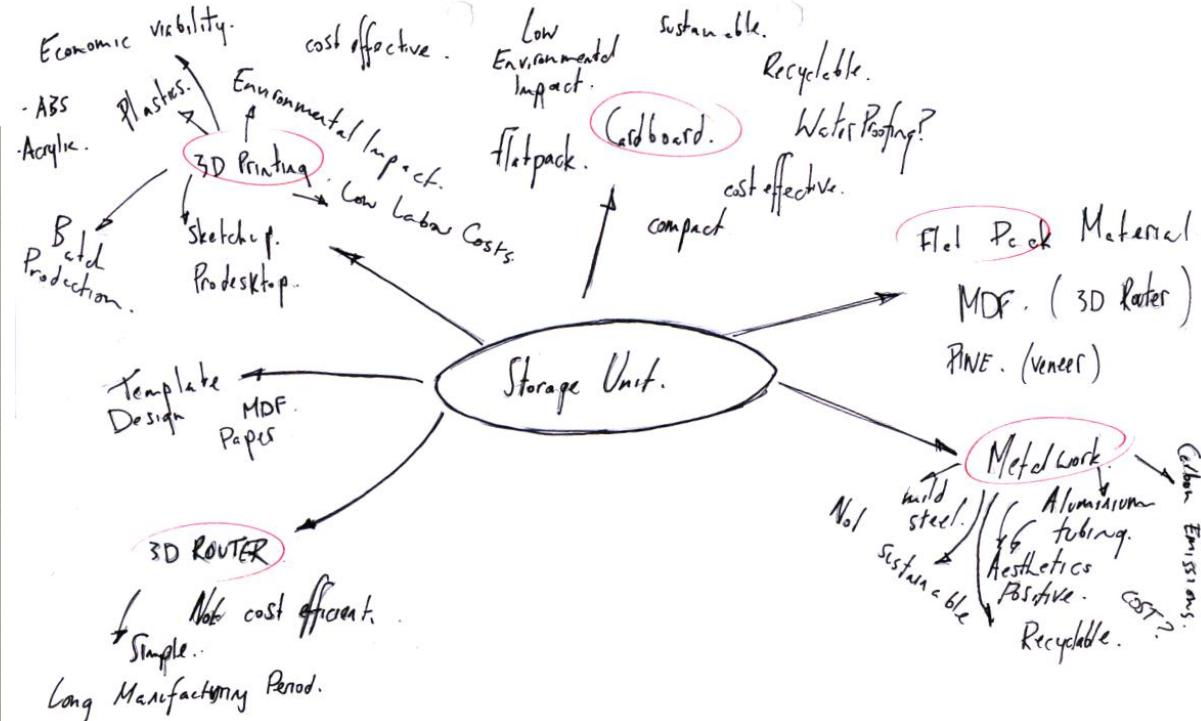 Economic viability.
Plastics.
- ABS
- Acrylic.
3D Printing
Environmental Impact.
Low Labour Costs.
Sketchup.
Prodesktop.
Batch
Production.
cost effective.
Low
Environmental
Impact.
sustainable.
Recyclable.
Cardboard.
Water Proofing?
Flatpack.
cost effective.
compact
Flat Pack Material
MDF. (3D Router)
PINE. (veneer)
Storage Unit.
Template
Design
MDF.
Paper
Metalwork.
Carbon Emissions.
mild
steel.
Not
sustainable
Aluminium
tubing.
Aesthetics
Positive.
COST?
Recyclable.
3D ROUTER
Not cost efficient.
Simple.
Long Manufacturing Period.